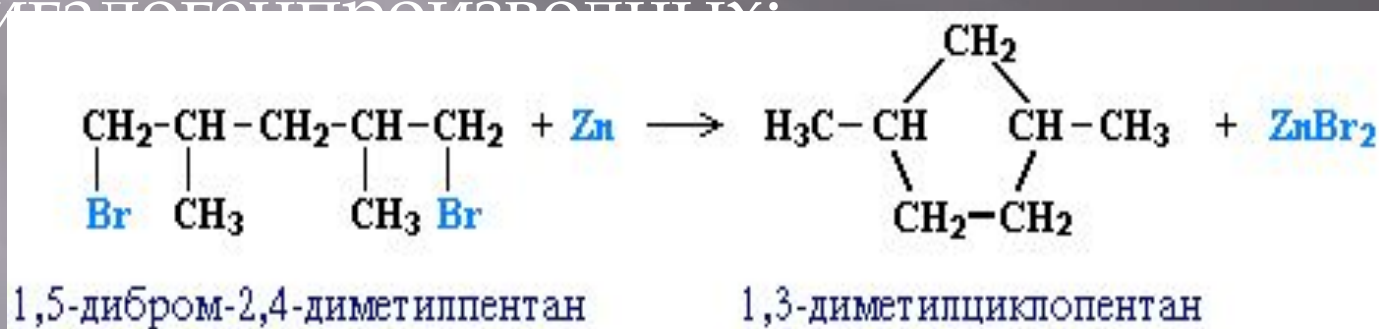 дигалогенпроизводных:
CH₂
CH₂-CH-CH₂-CH-CH₂ + Zn ⟶ H₃C-CH CH-CH₃ + ZnBr₂
Br CH₃ CH₃ Br CH₂-CH₂
1,5-дибром-2,4-диметилпентан 1,3-диметилциклопентан